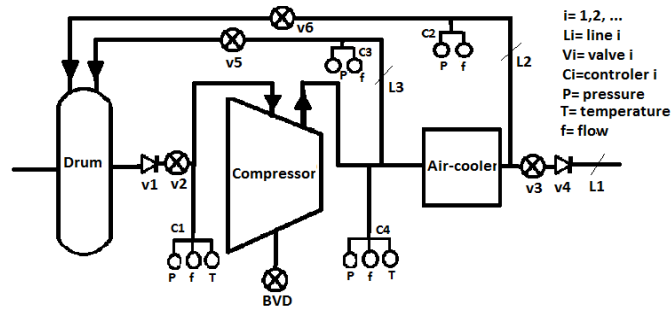 v6
C2
P f
L2
v5
C3
P f
L3
i= 1,2, ...
Li= line i
Vi= valve i
Ci=controler i
P= pressure
T= temperature
f= flow
Drum
v1 v2
Compressor
Air-cooler
v3 v4 L1
C1
P f T
C4
P f T
BVD